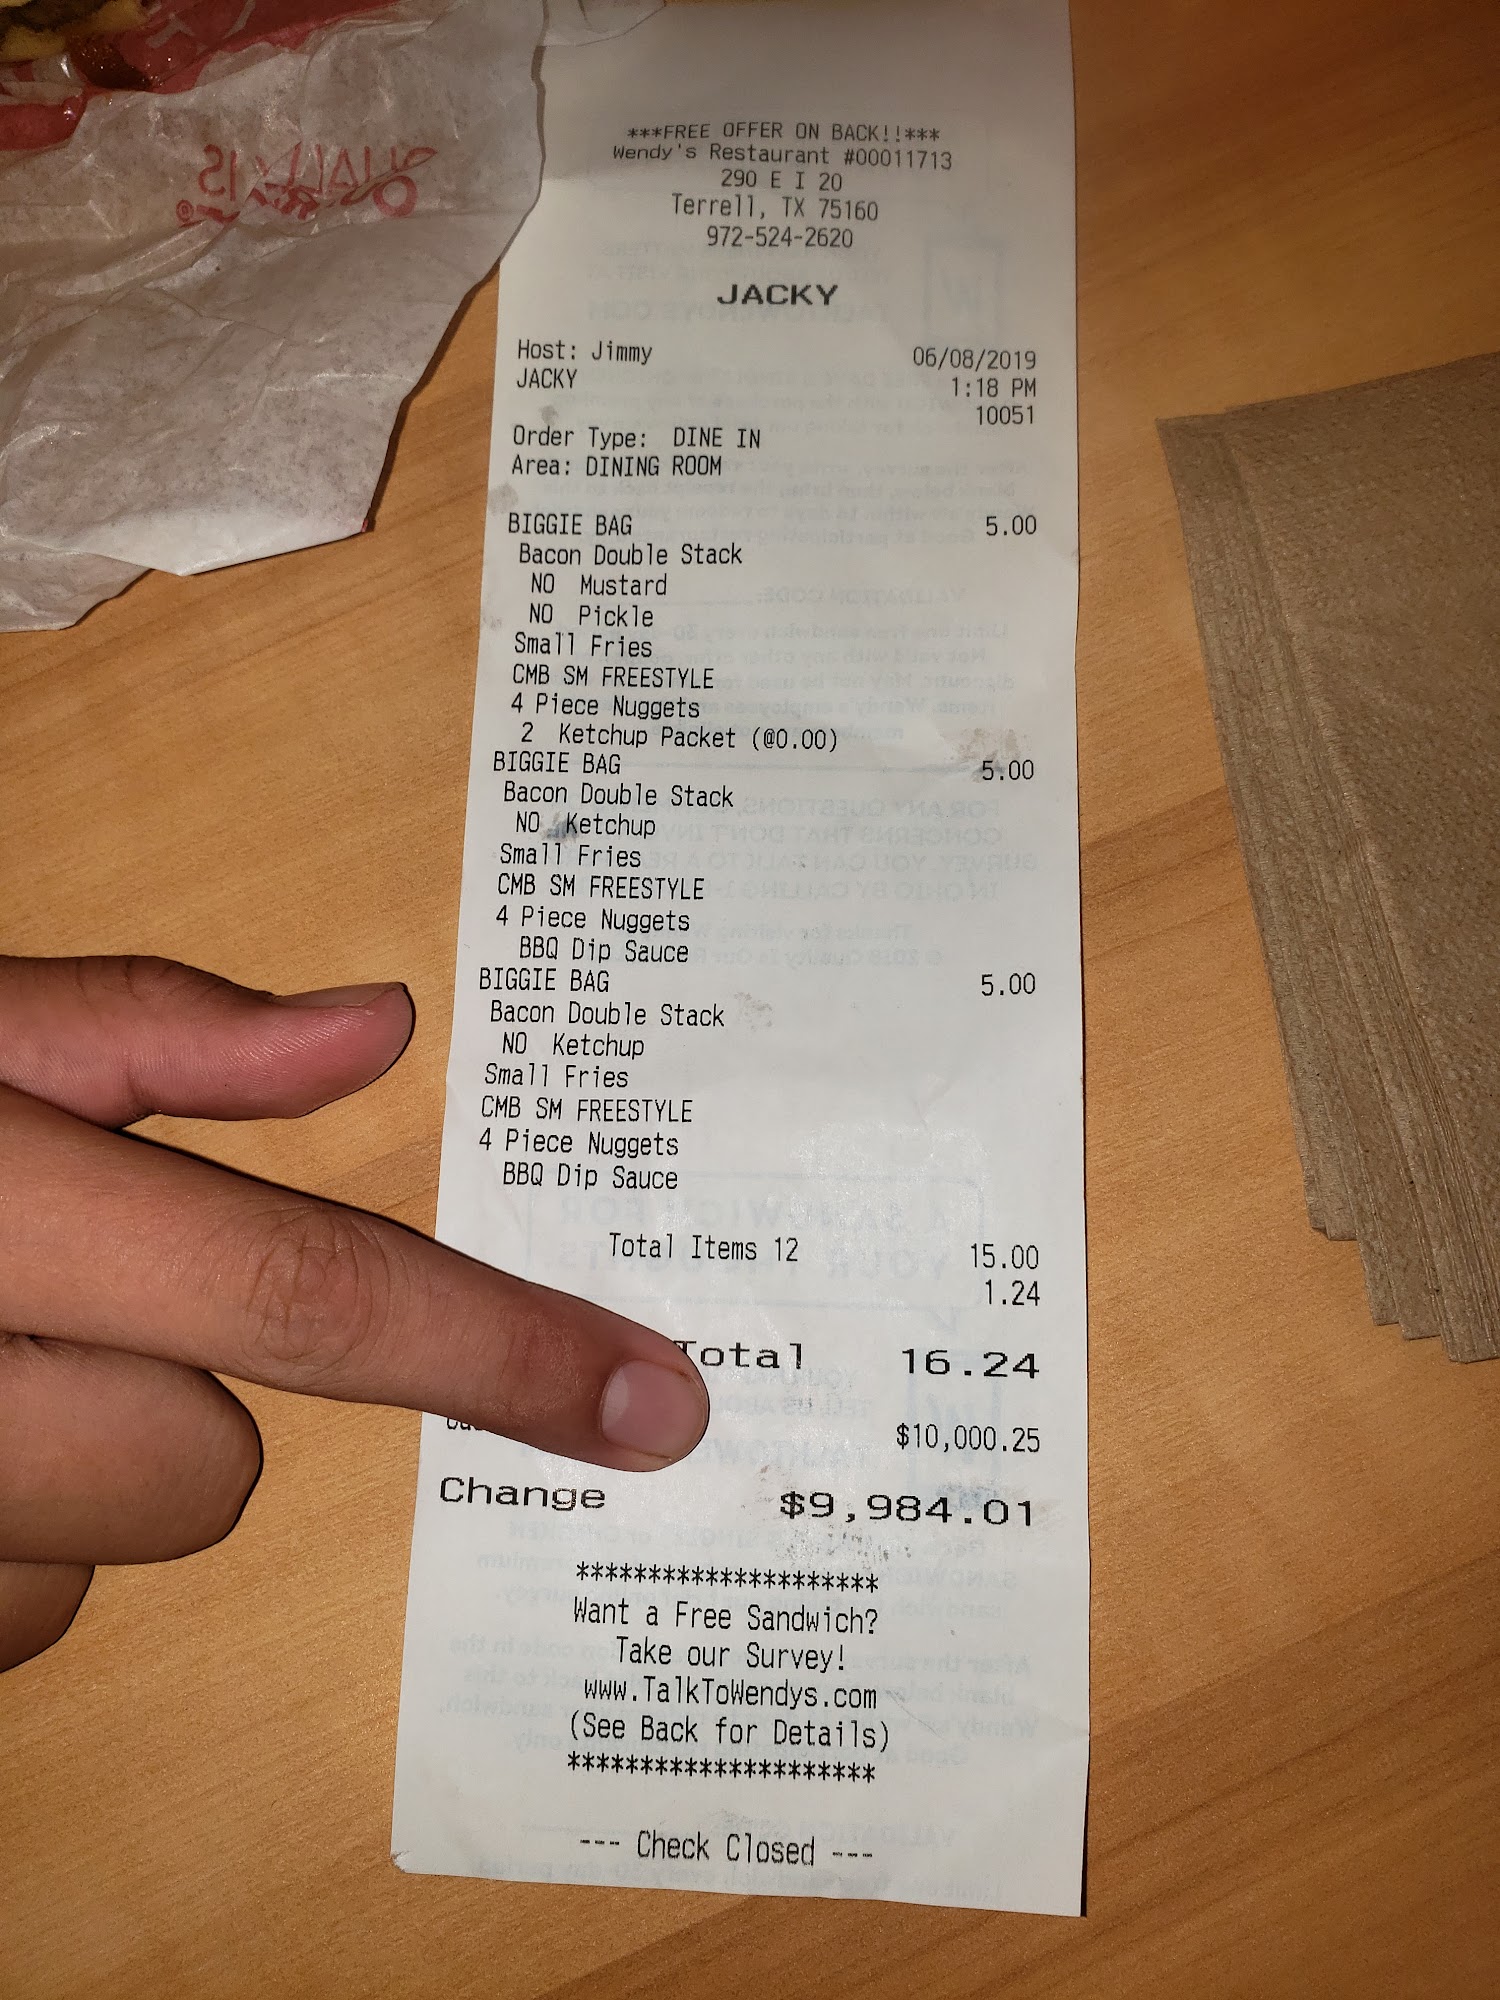 ***FREE OFFER ON BACK!!***
Wendy's Restaurant #00011713
290 E I 20
Terrell, TX 75160
972-524-2620
JACKY
Host: Jimmy 06/08/2019
JACKY 1:18 PM
10051
Order Type: DINE IN
Area: DINING ROOM
BIGGIE BAG 5.00
Bacon Double Stack
NO Mustard
NO Pickle
Small Fries
CMB SM FREESTYLE
4 Piece Nuggets
2 Ketchup Packet (@0.00)
BIGGIE BAG 5.00
Bacon Double Stack
NO Ketchup
Small Fries
CMB SM FREESTYLE
4 Piece Nuggets
BBQ Dip Sauce
BIGGIE BAG 5.00
Bacon Double Stack
NO Ketchup
Small Fries
CMB SM FREESTYLE
4 Piece Nuggets
BBQ Dip Sauce
Total Items 12 15.00
1.24
Total 16.24
$10,000.25
Change $9,984.01
*********************
Want a Free Sandwich?
Take our Survey!
www.TalkToWendys.com
(See Back for Details)
*********************
--- Check Closed ---